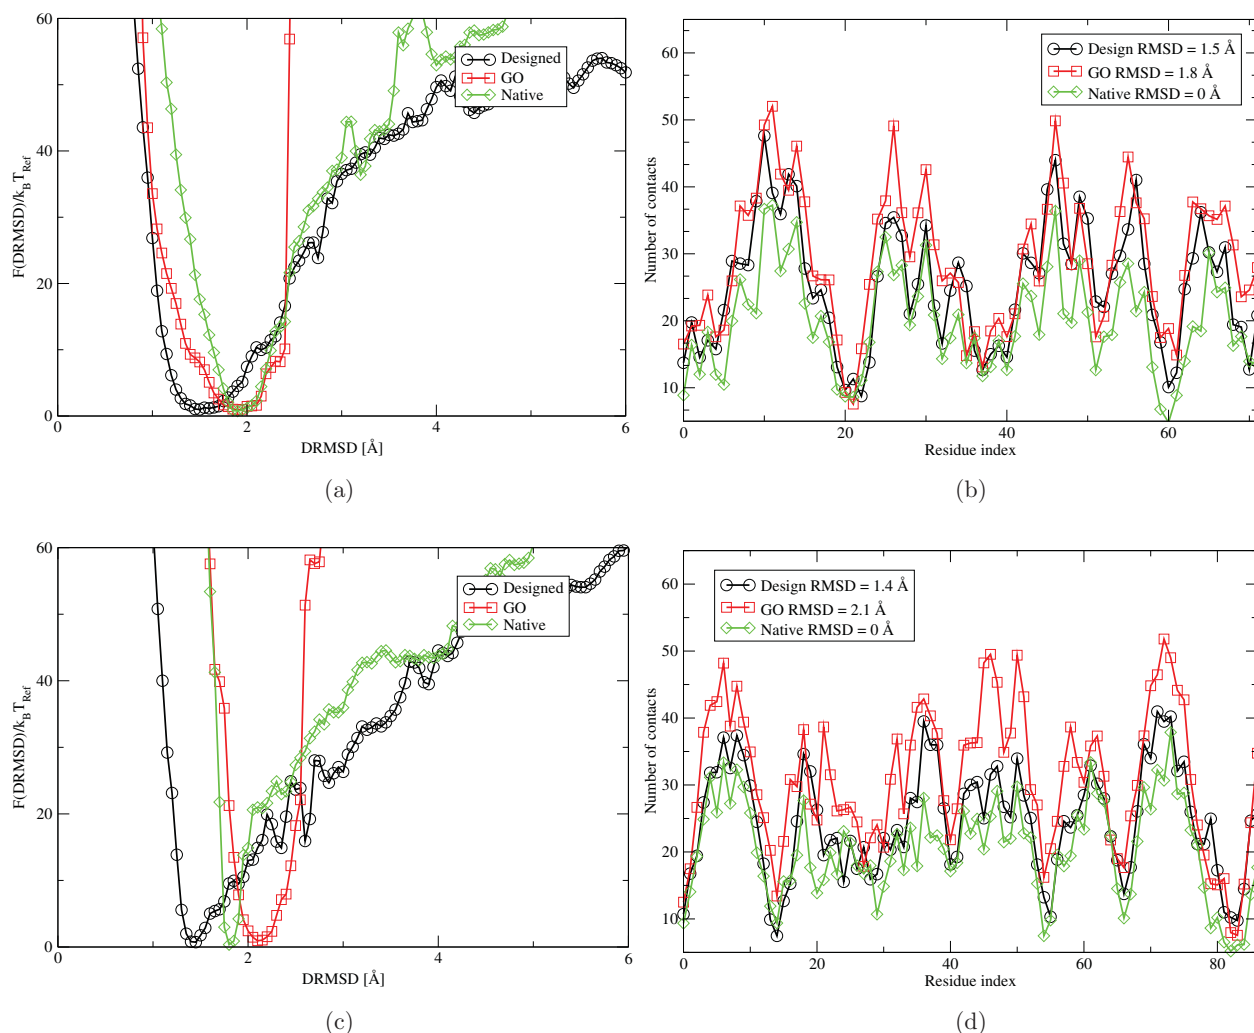 60
40
20
0
0
2
4
6
F(DRMSD)/k_B T_Ref
DRMSD [Å]
Designed
GO
Native
(a)
60
50
40
30
20
10
0
20
40
60
Number of contacts
Residue index
Design RMSD = 1.5 Å
GO RMSD = 1.8 Å
Native RMSD = 0 Å
(b)
60
40
20
0
0
2
4
6
F(DRMSD)/k_B T_Ref
DRMSD [Å]
Designed
GO
Native
(c)
60
50
40
30
20
10
0
20
40
60
80
Number of contacts
Residue index
Design RMSD = 1.4 Å
GO RMSD = 2.1 Å
Native RMSD = 0 Å
(d)